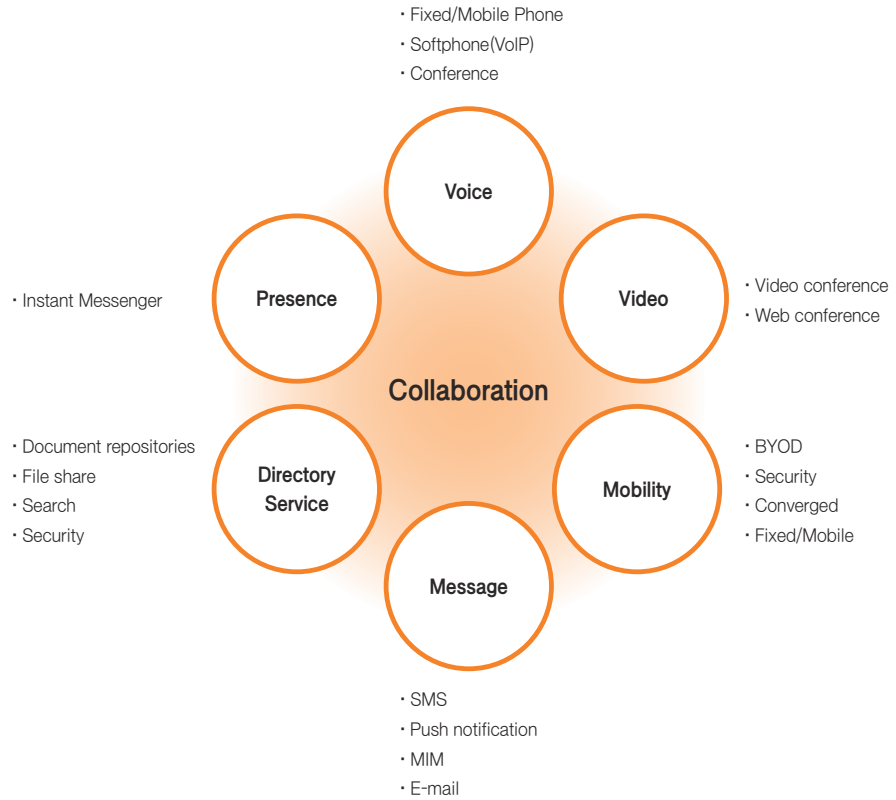 · Fixed/Mobile Phone
· Softphone(VoIP)
· Conference
Voice
Presence
· Instant Messenger
Video
· Video conference
· Web conference
Collaboration
· Document repositories
· File share
· Search
· Security
Directory
Service
Mobility
· BYOD
· Security
· Converged
· Fixed/Mobile
Message
· SMS
· Push notification
· MIM
· E-mail